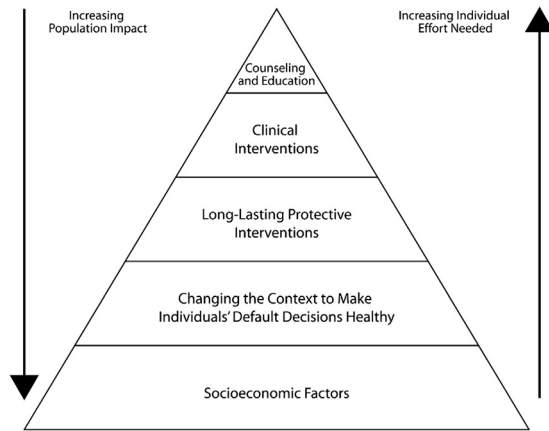 Increasing
Population Impact
Increasing Individual
Effort Needed
Counseling
and Education
Clinical
Interventions
Long-Lasting Protective
Interventions
Changing the Context to Make
Individuals’ Default Decisions Healthy
Socioeconomic Factors